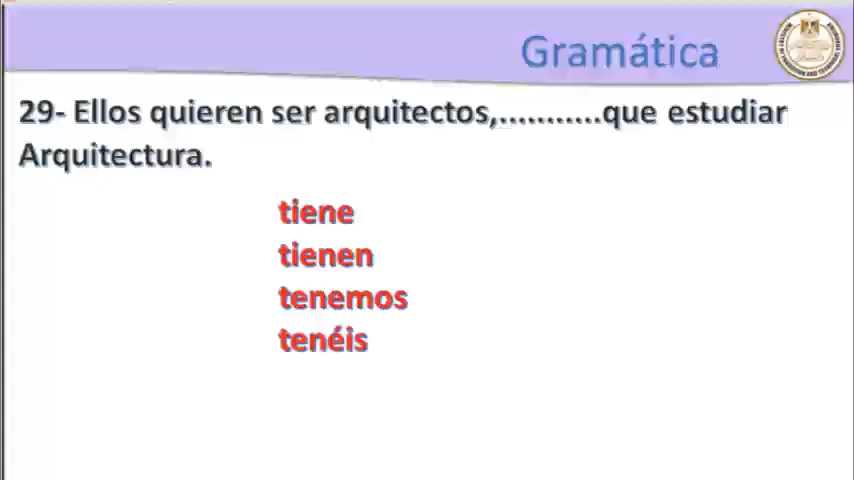 Gramática
29- Ellos quieren ser arquitectos,...........que estudiar
Arquitectura.
tiene
tienen
tenemos
tenéis